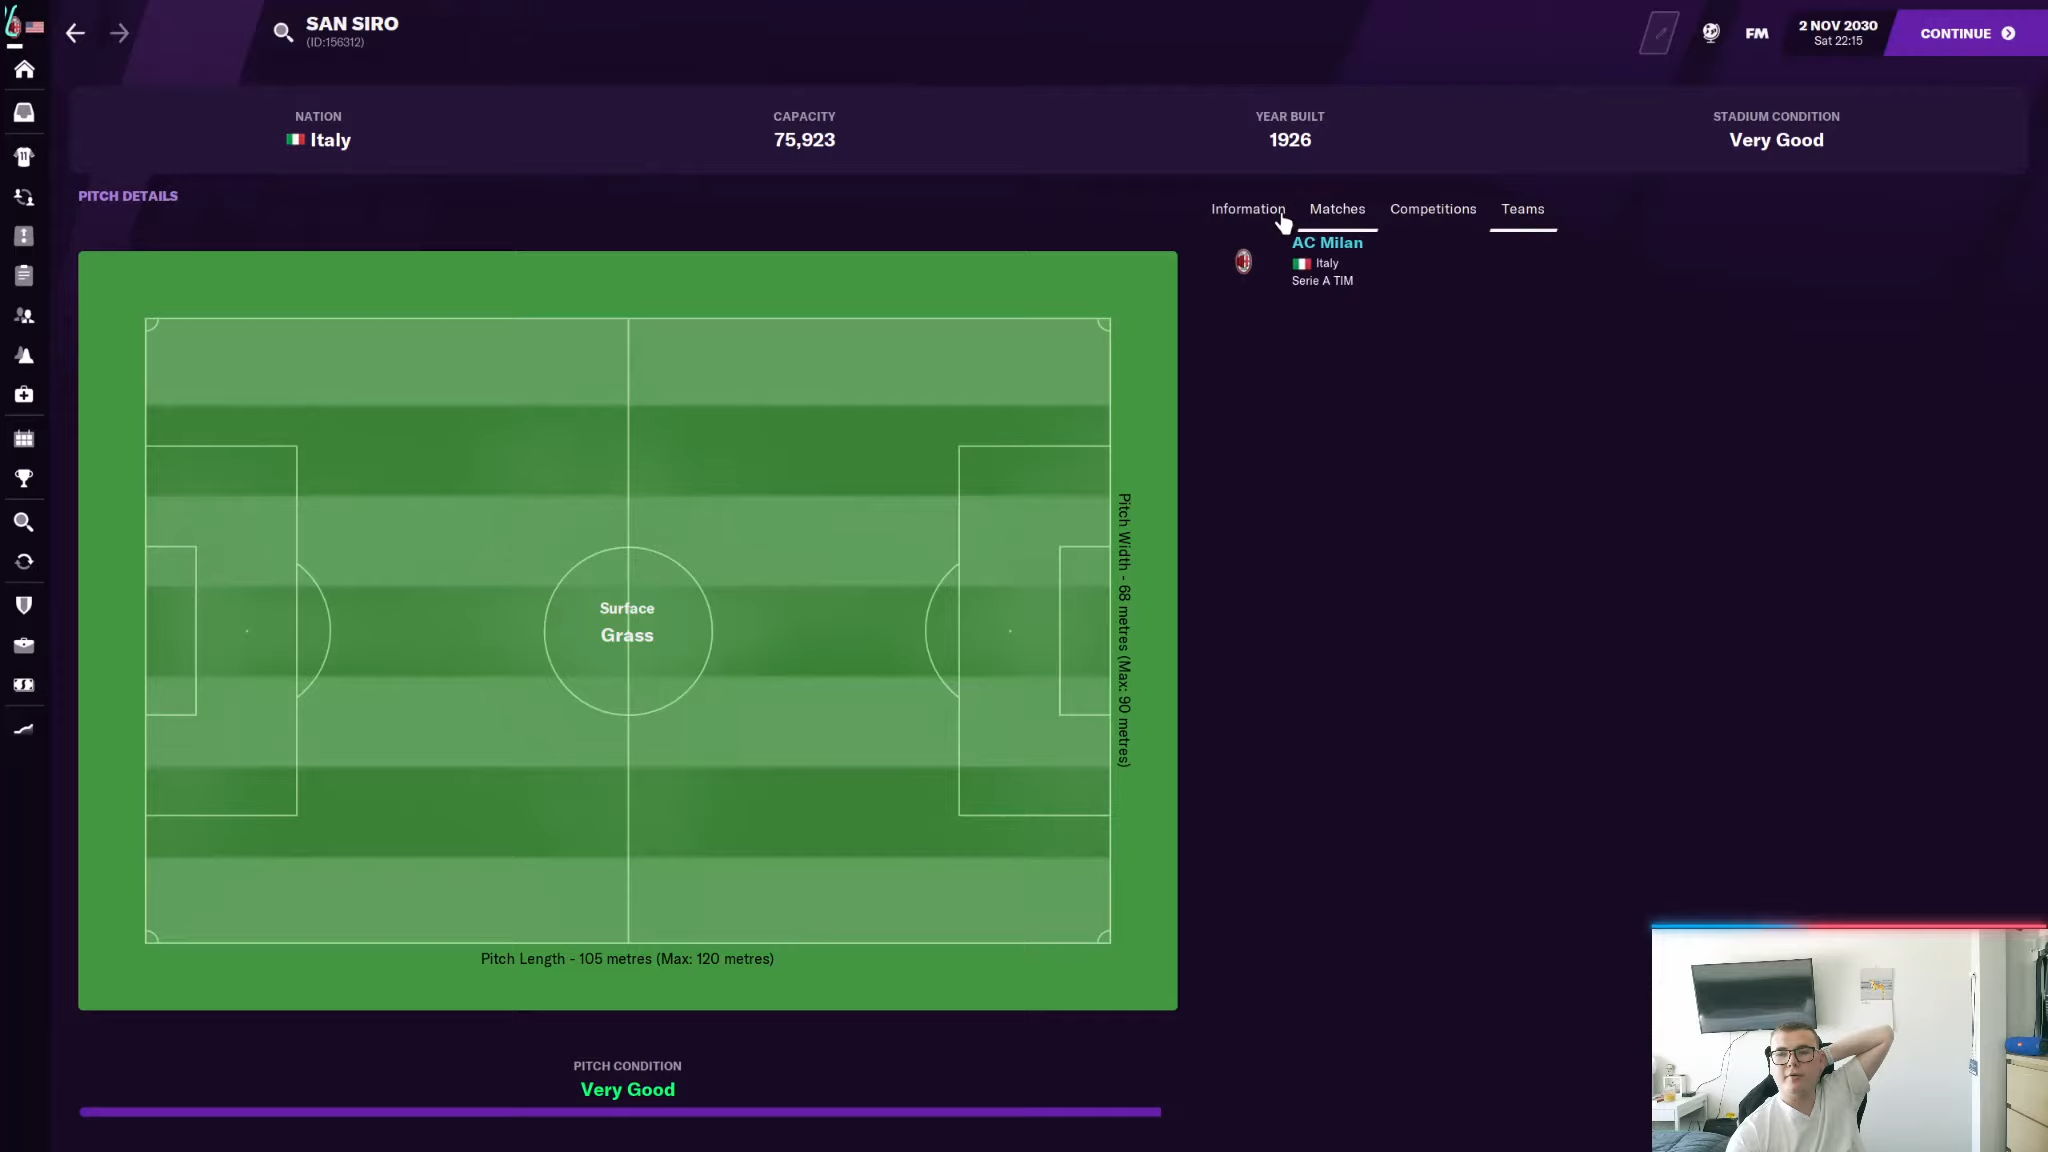 SAN SIRO
(ID:156312)
FM
2 NOV 2030
Sat 22:15
CONTINUE
NATION
Italy
CAPACITY
75,923
YEAR BUILT
1926
STADIUM CONDITION
Very Good
PITCH DETAILS
Information
Matches
Competitions
Teams
AC Milan
Italy
Serie A TIM
11
Surface
Grass
Pitch Width - 68 metres (Max: 90 metres)
Pitch Length - 105 metres (Max: 120 metres)
PITCH CONDITION
Very Good